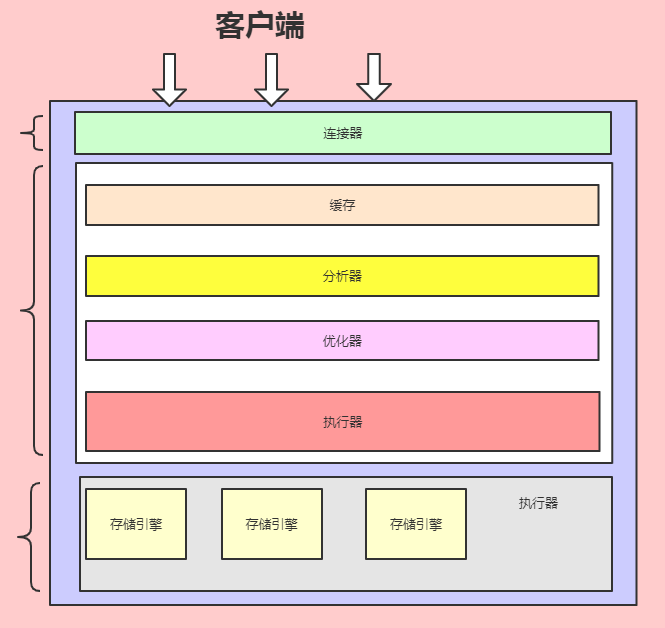 客户端
连接器
缓存
分析器
优化器
执行器
执行器
存储引擎
存储引擎
存储引擎